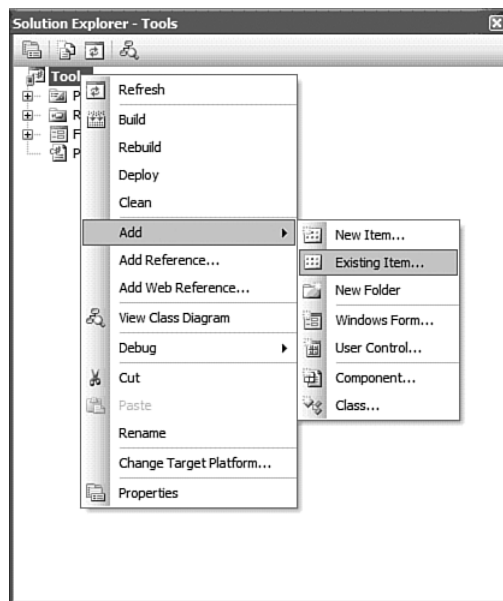 Solution Explorer - Tools
Tools
P
R
F
P
Refresh
Build
Rebuild
Deploy
Clean
Add
Add Reference...
Add Web Reference...
View Class Diagram
Debug
Cut
Paste
Rename
Change Target Platform...
Properties
New Item...
Existing Item...
New Folder
Windows Form...
User Control...
Component...
Class...